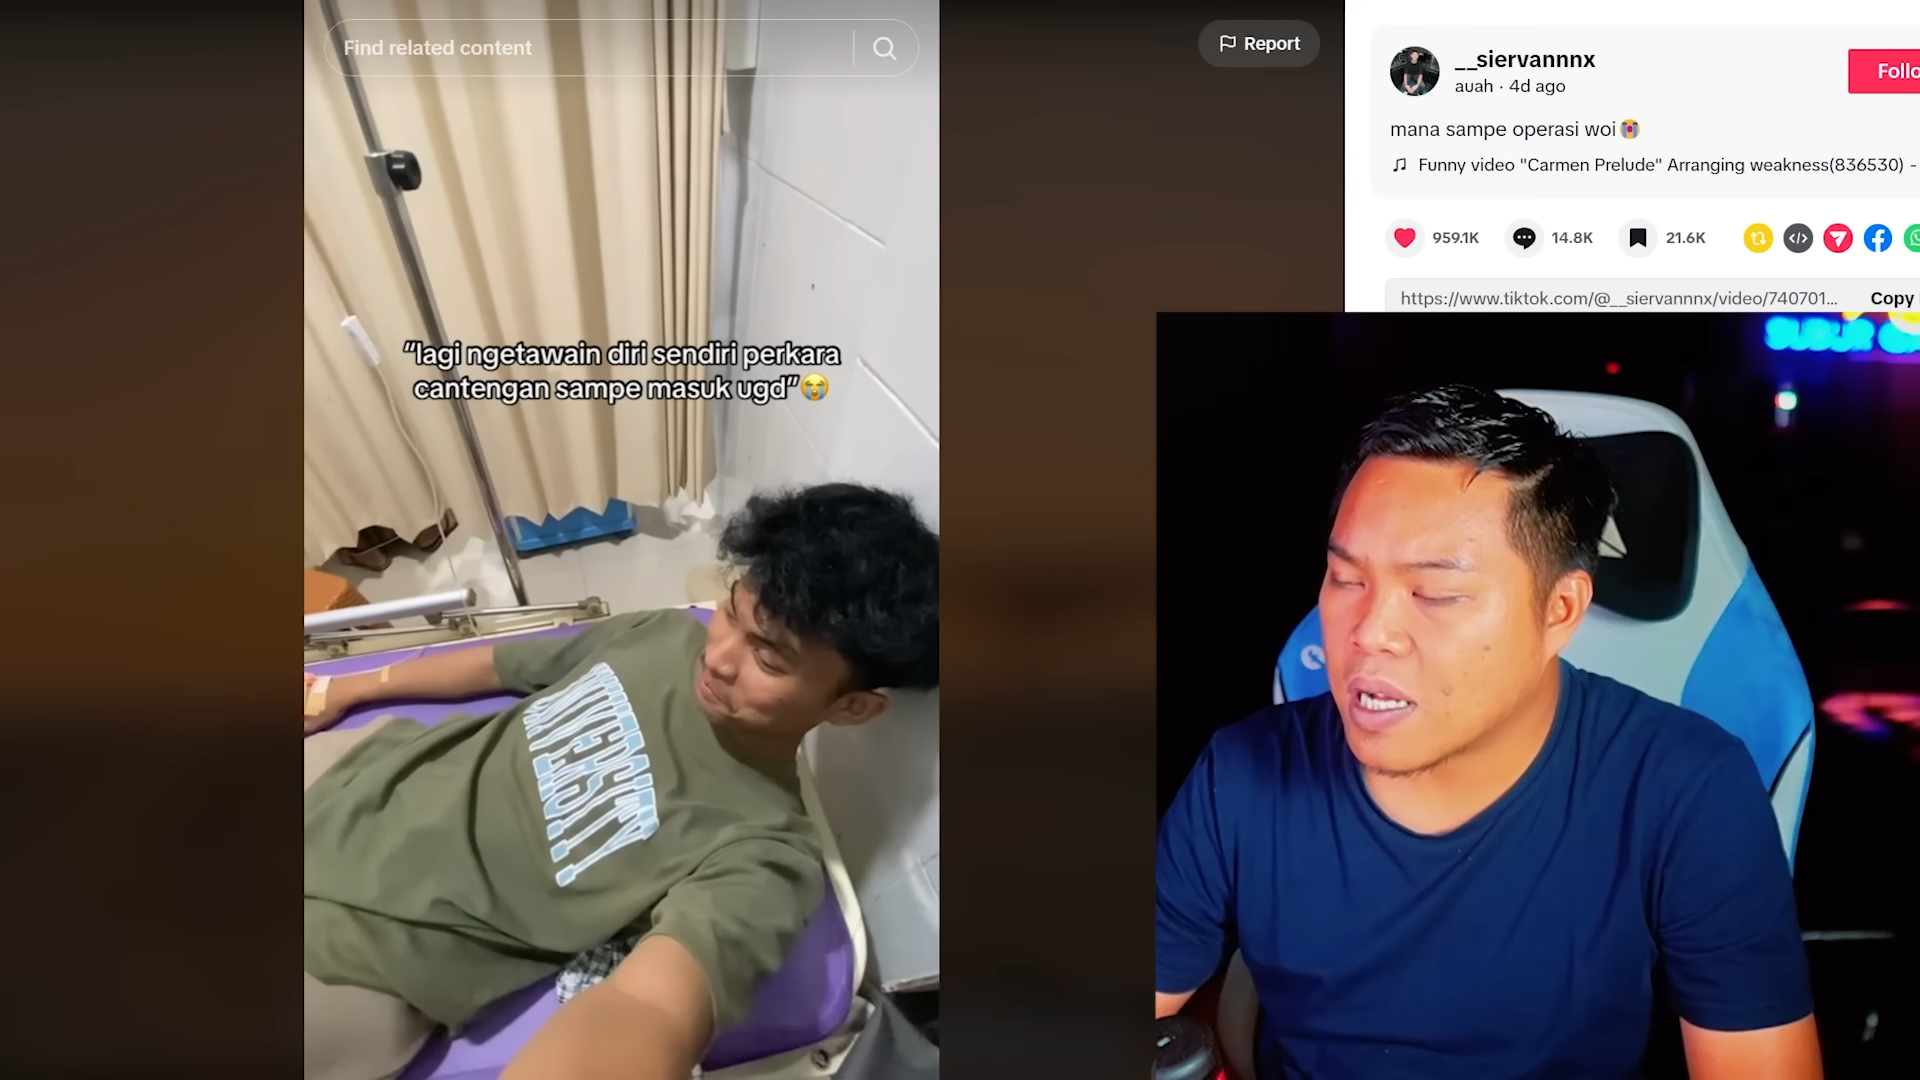 Find related content
Report
__siervannnx
auah · 4d ago
Follo
mana sampe operasi woi😭
Funny video "Carmen Prelude" Arranging weakness(836530) -
959.1K
14.8K
21.6K
https://www.tiktok.com/@__siervannnx/video/740701...
Copy
"lagi ngetawain diri sendiri perkara
cantengan sampe masuk ugd"😭
UNIVERSITY